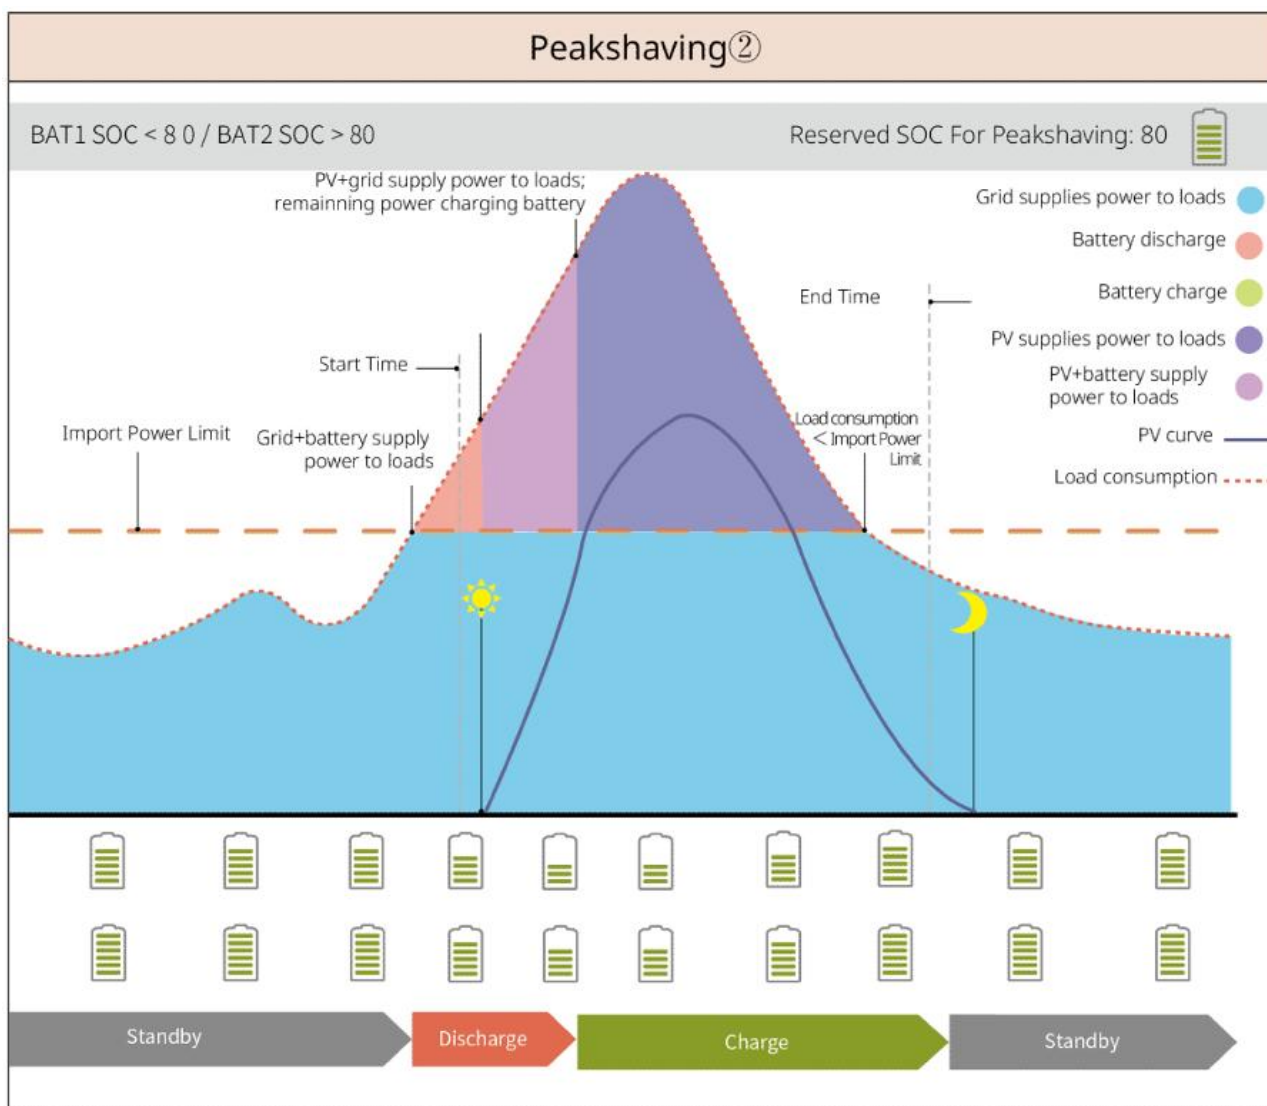 Peakshaving②
BAT1 SOC < 8 0 / BAT2 SOC > 80
Reserved SOC For Peakshaving: 80
PV+grid supply power to loads;
remainning power charging battery
Grid supplies power to loads
Battery discharge
Battery charge
PV supplies power to loads
PV+battery supply
power to loads
PV curve
Load consumption
End Time
Start Time
Import Power Limit
Grid+battery supply
power to loads
Load consumption
< Import Power
Limit
Standby
Discharge
Charge
Standby